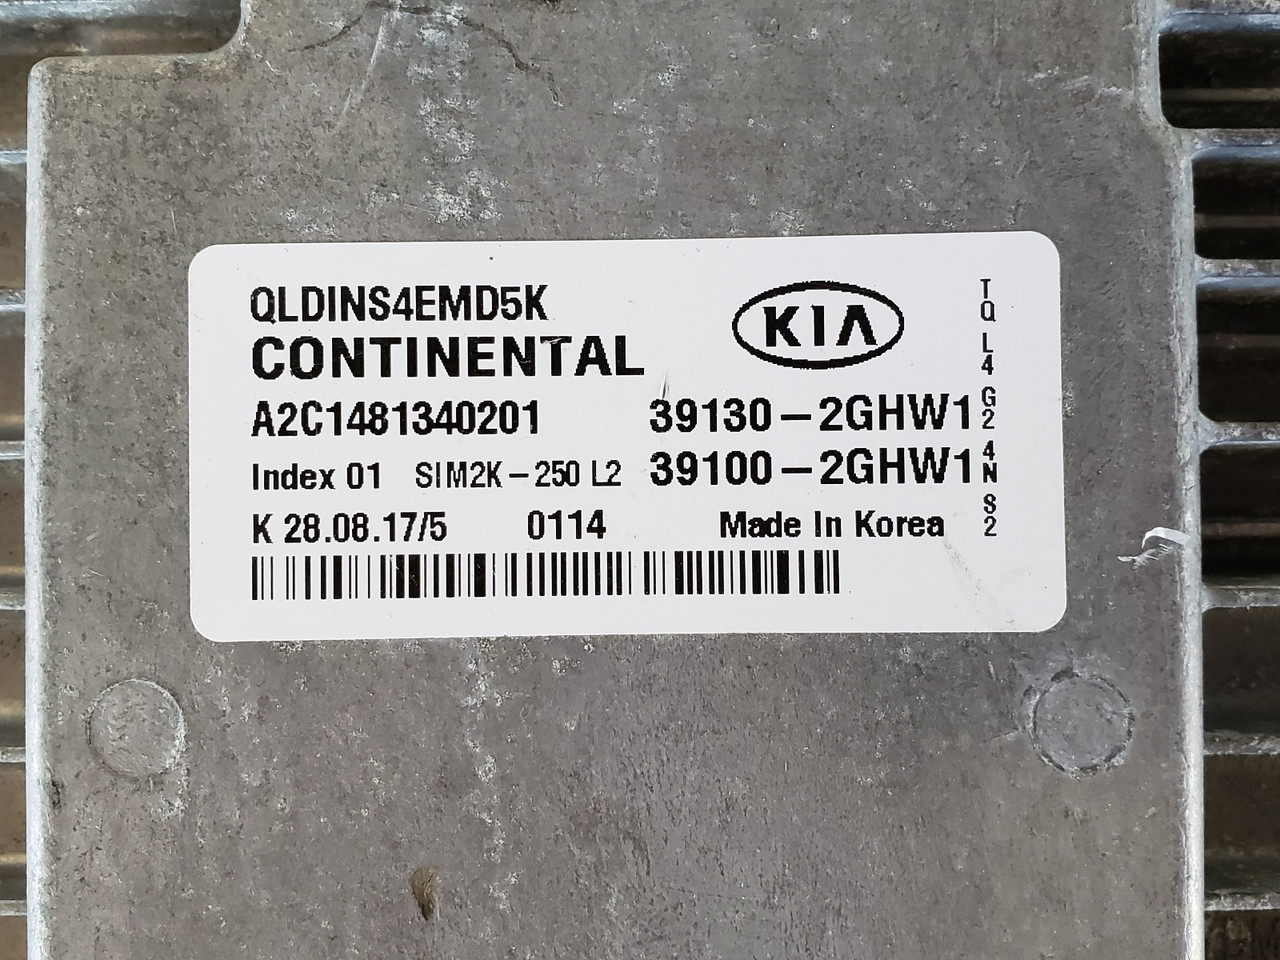 QLDINS4EMD5K
CONTINENTAL
KIA
A2C1481340201 39130-2GHW1
Index 01 SIM2K-250 L2 39100-2GHW1
K 28.08.17/5 0114 Made In Korea
TQ L4 G2 4N S2